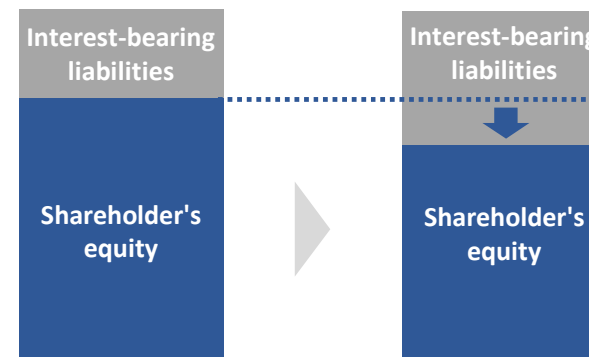 Interest-bearing
liabilities
Shareholder's
equity
Interest-bearing
liabilities
Shareholder's
equity